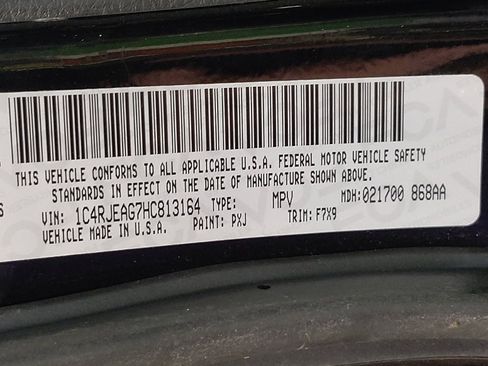 THIS VEHICLE CONFORMS TO ALL APPLICABLE U.S.A. FEDERAL MOTOR VEHICLE SAFETY
STANDARDS IN EFFECT ON THE DATE OF MANUFACTURE SHOWN ABOVE.
VIN: 1C4RJEAG7HC813164 TYPE: MPV MDH:021700 868AA
VEHICLE MADE IN U.S.A. PAINT: PXJ TRIM: F7X9